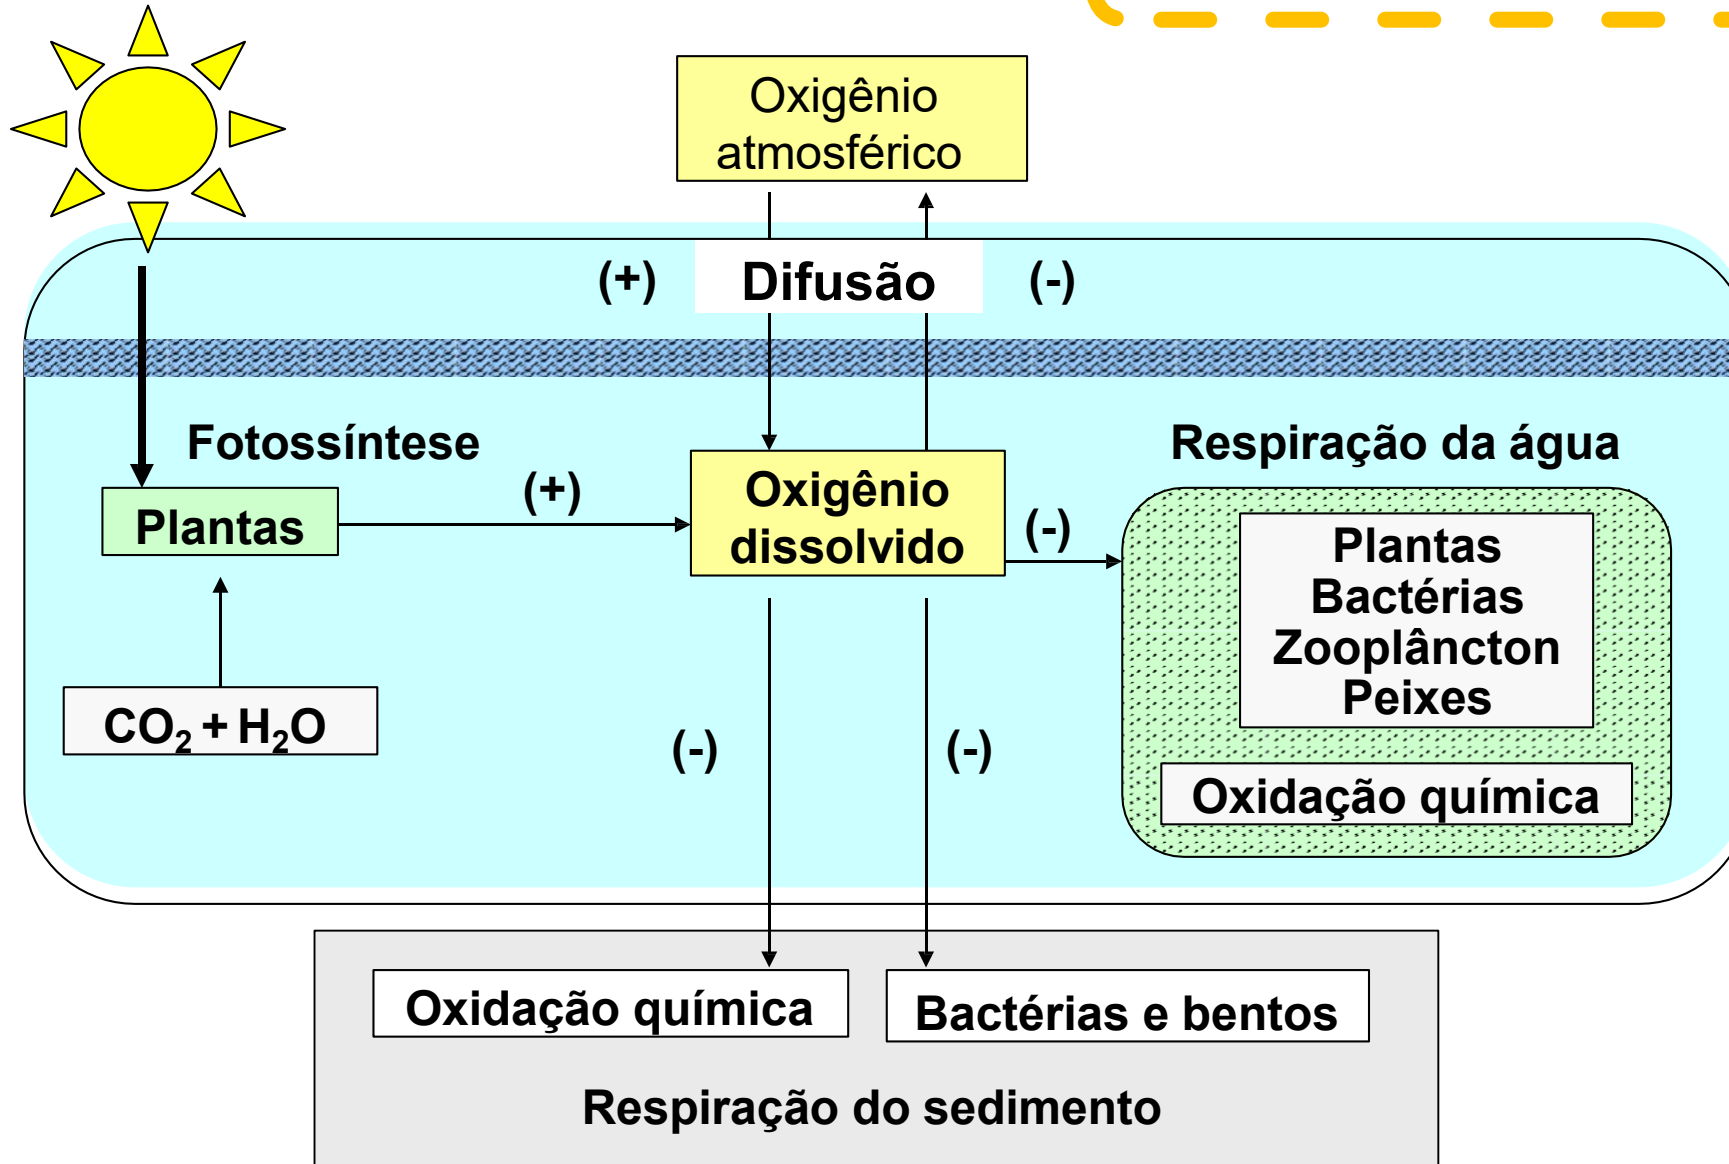 Oxigênio
atmosférico
(+)
Difusão
(-)
Fotossíntese
Respiração da água
Plantas
(+)
Oxigênio
dissolvido
(-)
Plantas
Bactérias
Zooplâncton
Peixes
CO₂ + H₂O
(-)
(-)
Oxidação química
Oxidação química
Bactérias e bentos
Respiração do sedimento